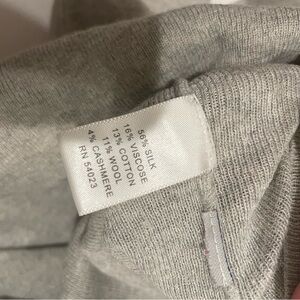 56% SILK
16% VISCOSE
13% COTTON
11% WOOL
4% CASHMERE
RN 54023